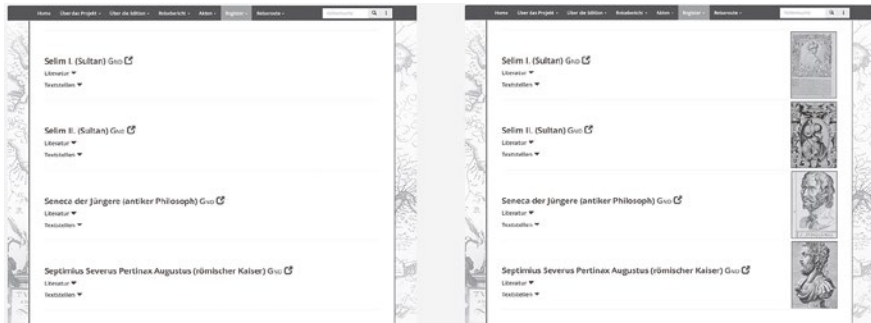 Home Über das Projekt Über die Edition Reisebericht Akten Register Reiseroute
Selim I. (Sultan) GND
Literatur
Textstellen
Selim II. (Sultan) GND
Literatur
Textstellen
Seneca der Jüngere (antiker Philosoph) GND
Literatur
Textstellen
Septimius Severus Pertinax Augustus (römischer Kaiser) GND
Literatur
Textstellen
Home Über das Projekt Über die Edition Reisebericht Akten Register Reiseroute
Selim I. (Sultan) GND
Literatur
Textstellen
Selim II. (Sultan) GND
Literatur
Textstellen
Seneca der Jüngere (antiker Philosoph) GND
Literatur
Textstellen
Septimius Severus Pertinax Augustus (römischer Kaiser) GND
Literatur
Textstellen